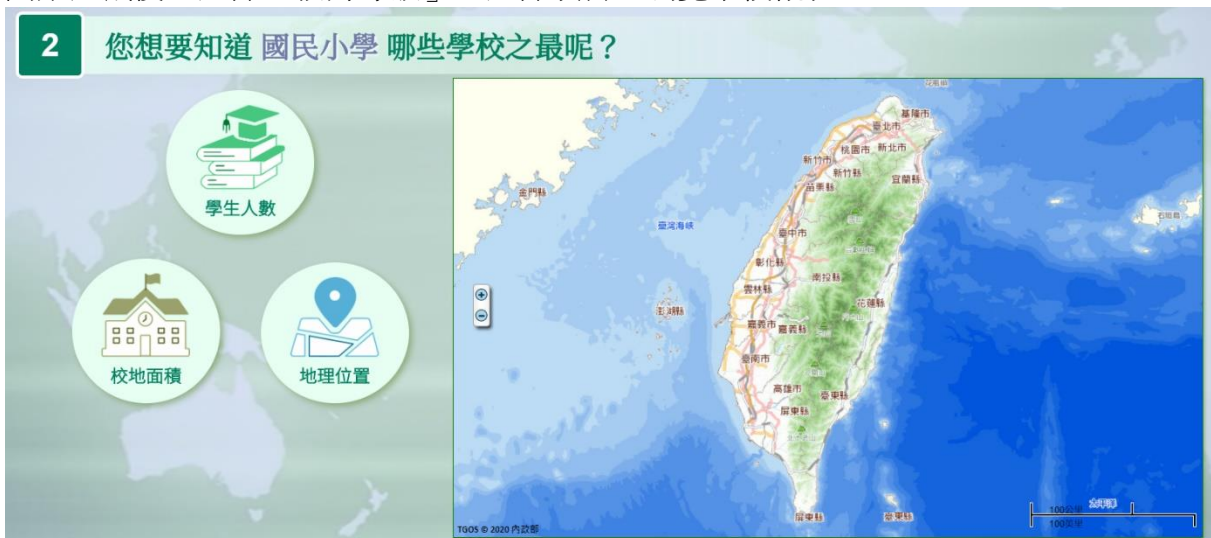 2
您想要知道 國民小學 哪些學校之最呢？
學生人數
校地面積
地理位置
基隆市
臺北市
桃園市 新北市
新竹市
新竹縣
宜蘭縣
苗栗縣
金門縣
臺灣海峽
臺中市
彰化縣
南投縣
雲林縣
花蓮縣
澎湖縣
嘉義市 嘉義縣
臺南市
高雄市
臺東縣
屏東縣
屏東縣
臺東縣
太平洋
100公里
100英里
TGOS © 2020 內政部